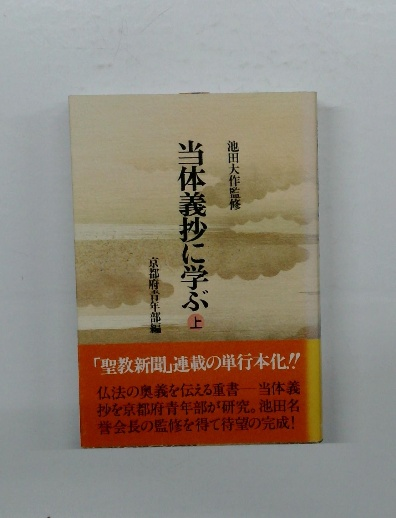 池田大作監修
当体義抄に学ぶ 上
京都府青年部編
「聖教新聞」連載の単行本化!!
仏法の奥義を伝える重書―当体義
抄を京都府青年部が研究。池田名
誉会長の監修を得て待望の完成!